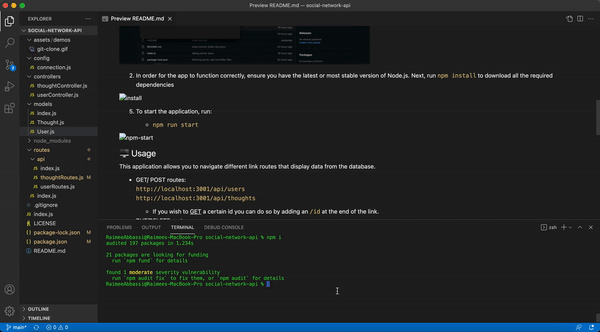 Preview README.md — social-network-api
EXPLORER
SOCIAL-NETWORK-API
assets/demos
git-clone.gif
config
connection.js
controllers
thoughtController.js
userController.js
models
index.js
Thought.js
User.js
node_modules
routes
api
index.js
thoughtRoutes.js M
userRoutes.js
index.js
.gitignore
index.js
LICENSE
package-lock.json M
package.json M
README.md
OUTLINE
TIMELINE
main*
0 0
Preview README.md
2. In order for the app to function correctly, ensure you have the latest or most stable version of Node.js. Next, run npm install to download all the required
dependencies
install
5. To start the application, run:
npm run start
npm-start
Usage
This application allows you to navigate different link routes that display data from the database.
GET/ POST routes:
http://localhost:3001/api/users
http://localhost:3001/api/thoughts
If you wish to GET a certain id you can do so by adding an /id at the end of the link.
PROBLEMS OUTPUT TERMINAL DEBUG CONSOLE
zsh
RaimeeAbbassi@Raimees-MacBook-Pro social-network-api % npm i
audited 197 packages in 1.234s
21 packages are looking for funding
run `npm fund` for details
found 1 moderate severity vulnerability
run `npm audit fix` to fix them, or `npm audit` for details
RaimeeAbbassi@Raimees-MacBook-Pro social-network-api %